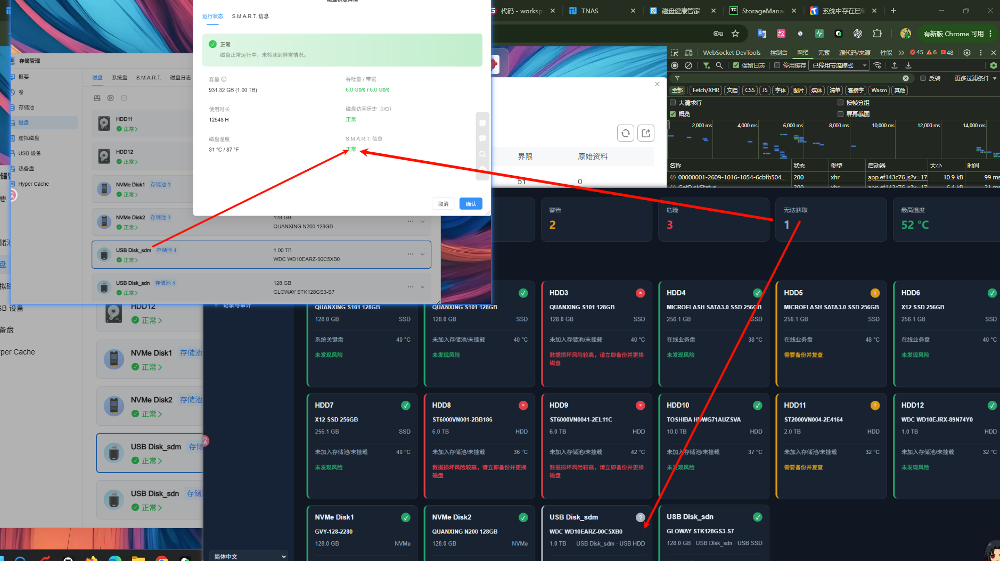 磁盘状态详情
运行状态
S.M.A.R.T. 信息
正常
磁盘正常运行中，未检测到异常情况。
容量
931.32 GB (1.00 TB)
吞吐量 / 带宽
6.0 Gb/s / 6.0 Gb/s
使用时长
12548 H
磁盘访问历史（I/O）
正常
磁盘温度
31 °C / 87 °F
S.M.A.R.T. 信息
正常
取消
确认
存储管理
概要
卷
存储池
磁盘
虚拟磁盘
USB 设备
热备盘
Hyper Cache
磁盘
系统盘
S.M.A.R.T.
磁盘日志
HDD11
正常
HDD12
正常
NVMe Disk1 存储池 3
正常
NVMe Disk2 存储池 3
正常
128 GB
QUANXING N200 128GB
USB Disk_sdm 存储池 4
正常
1.00 TB
WDC WD10EARZ-00C5XB0
USB Disk_sdn 存储池 4
正常
128 GB
GLOWAY STK128GS3-S7
代码 - worksp
TNAS
磁盘健康管家
StorageMana
系统中存在已
有新版 Chrome 可用
WebSocket DevTools
控制台
网络
元素
源代码/来源
性能
45
6
48
保留日志
停用缓存
已停用节流模式
反转
更多过滤条件
全部
Fetch/XHR
文档
CSS
JS
字体
图片
媒体
清单
套接字
Wasm
其他
大请求行
按帧分组
概览
屏幕截图
2,000 ms
4,000 ms
6,000 ms
8,000 ms
10,000 ms
12,000 ms
14,000 ms
名称
状态
类型
启动器
大小
时间
00000001-2609-1016-1054-6cbfb504...
200
xhr
app.ef143c76.js?v=17
10.9 kB
99 ms
GetDiskStatus
200
xhr
app.ef143c76.js?v=17
6.4 kB
21 ms
界限
原始资料
51
0
警告
2
危险
3
无法获取
1
最高温度
52 °C
记录与审计
简体中文
QUANXING S101 128GB
128.0 GB
SSD
系统关键盘
40 °C
未发现风险
QUANXING S101 128GB
128.0 GB
SSD
未加入存储池/未挂载
40 °C
未发现风险
HDD3
QUANXING S101 128GB
128.0 GB
SSD
未加入存储池/未挂载
40 °C
数据损坏风险较高，请立即备份并更换
磁盘
HDD4
MICROFLASH SATA3.0 SSD 256GB
256.1 GB
SSD
在线业务盘
38 °C
未发现风险
HDD5
MICROFLASH SATA3.0 SSD 256GB
256.1 GB
SSD
在线业务盘
48 °C
需要备份并复查
HDD6
X12 SSD 256GB
256.1 GB
SSD
在线业务盘
40 °C
未发现风险
HDD7
X12 SSD 256GB
256.1 GB
SSD
未加入存储池/未挂载
40 °C
未发现风险
HDD8
ST6000VN001-2BB186
6.0 TB
HDD
未加入存储池/未挂载
36 °C
数据损坏风险较高，请立即备份并更换
磁盘
HDD9
ST6000VN0041-2EL11C
6.0 TB
HDD
未加入存储池/未挂载
42 °C
数据损坏风险较高，请立即备份并更换
磁盘
HDD10
TOSHIBA HDWG71AUZSVA
10.0 TB
HDD
未加入存储池/未挂载
37 °C
未发现风险
HDD11
ST2000VN004-2E4164
2.0 TB
HDD
未加入存储池/未挂载
32 °C
需要备份并复查
HDD12
WDC WD10EJRX-89N74Y0
1.0 TB
HDD
未加入存储池/未挂载
32 °C
未发现风险
NVMe Disk1
GVY-128-2280
128.0 GB
NVMe
NVMe Disk2
QUANXING N200 128GB
128.0 GB
NVMe
USB Disk_sdm
WDC WD10EARZ-00C5XB0
1.0 TB
USB Disk_sdm · USB HDD
USB Disk_sdn
GLOWAY STK128GS3-S7
128.0 GB
USB Disk_sdn · USB SSD
HDD12
正常
NVMe Disk1 存储池
正常
NVMe Disk2 存储池
正常
USB Disk_sdm 存储
正常
USB Disk_sdn 存储
正常
储管
要
储池
盘
拟磁
SB 设备
备盘
per Cache